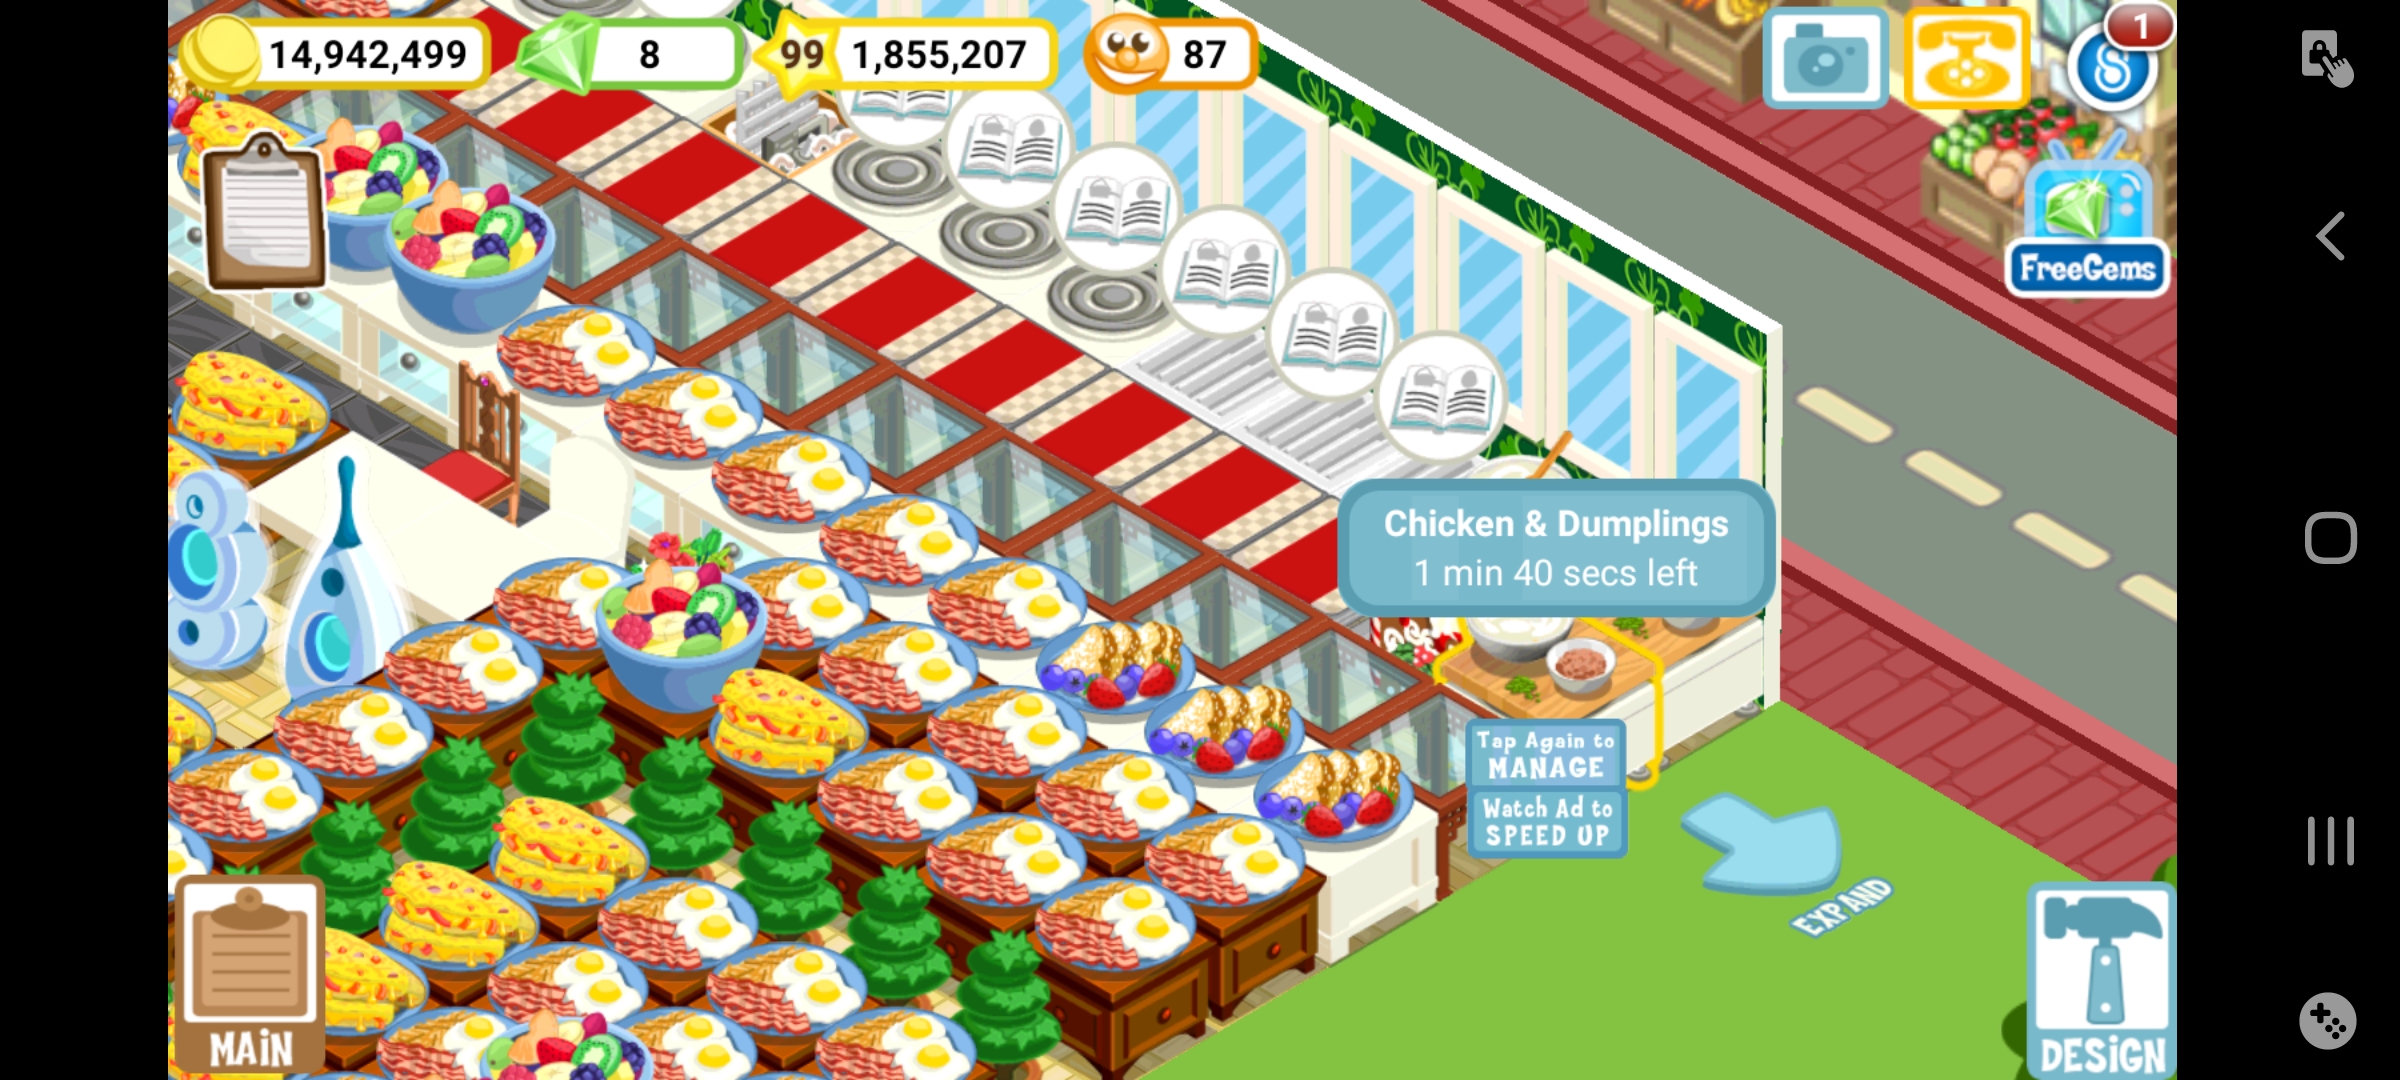 14,942,499
8
99
1,855,207
87
1
FreeGems
Chicken & Dumplings
1 min 40 secs left
Tap Again to
MANAGE
Watch Ad to
SPEED UP
EXPAND
MAiN
DESiGN